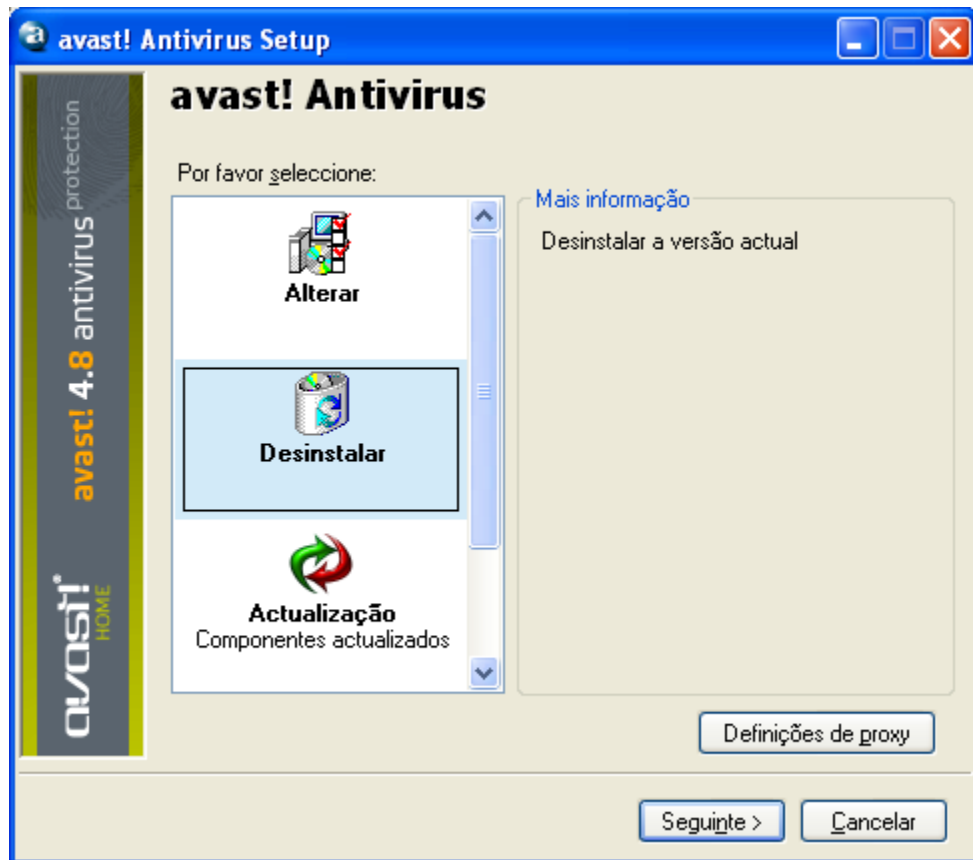 avast! Antivirus Setup
avast! Antivirus
Por favor seleccione:
Alterar
Desinstalar
Actualização
Componentes actualizados
Mais informação
Desinstalar a versão actual
avast! 4.8 antivirus protection
avast!
HOME
Definições de proxy
Seguinte >
Cancelar